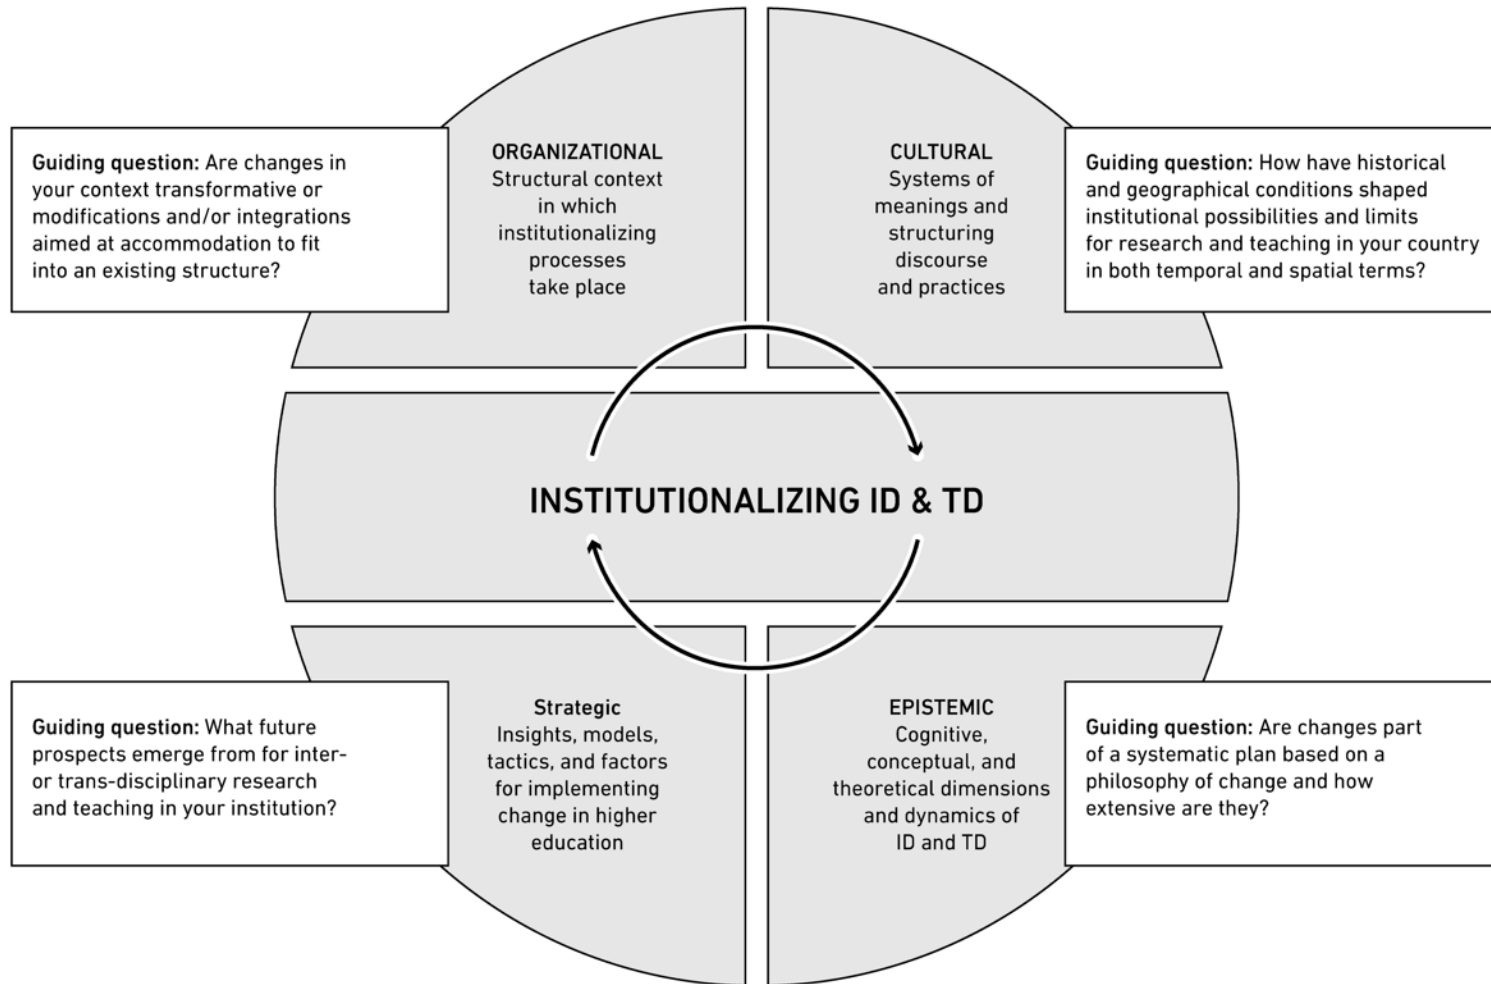 Guiding question: Are changes in
your context transformative or
modifications and/or integrations
aimed at accommodation to fit
into an existing structure?
ORGANIZATIONAL
Structural context
in which
institutionalizing
processes
take place
CULTURAL
Systems of
meanings and
structuring
discourse
and practices
Guiding question: How have historical
and geographical conditions shaped
institutional possibilities and limits
for research and teaching in your country
in both temporal and spatial terms?
INSTITUTIONALIZING ID & TD
Guiding question: What future
prospects emerge from for inter-
or trans-disciplinary research
and teaching in your institution?
Strategic
Insights, models,
tactics, and factors
for implementing
change in higher
education
EPISTEMIC
Cognitive,
conceptual, and
theoretical dimensions
and dynamics of
ID and TD
Guiding question: Are changes part
of a systematic plan based on a
philosophy of change and how
extensive are they?